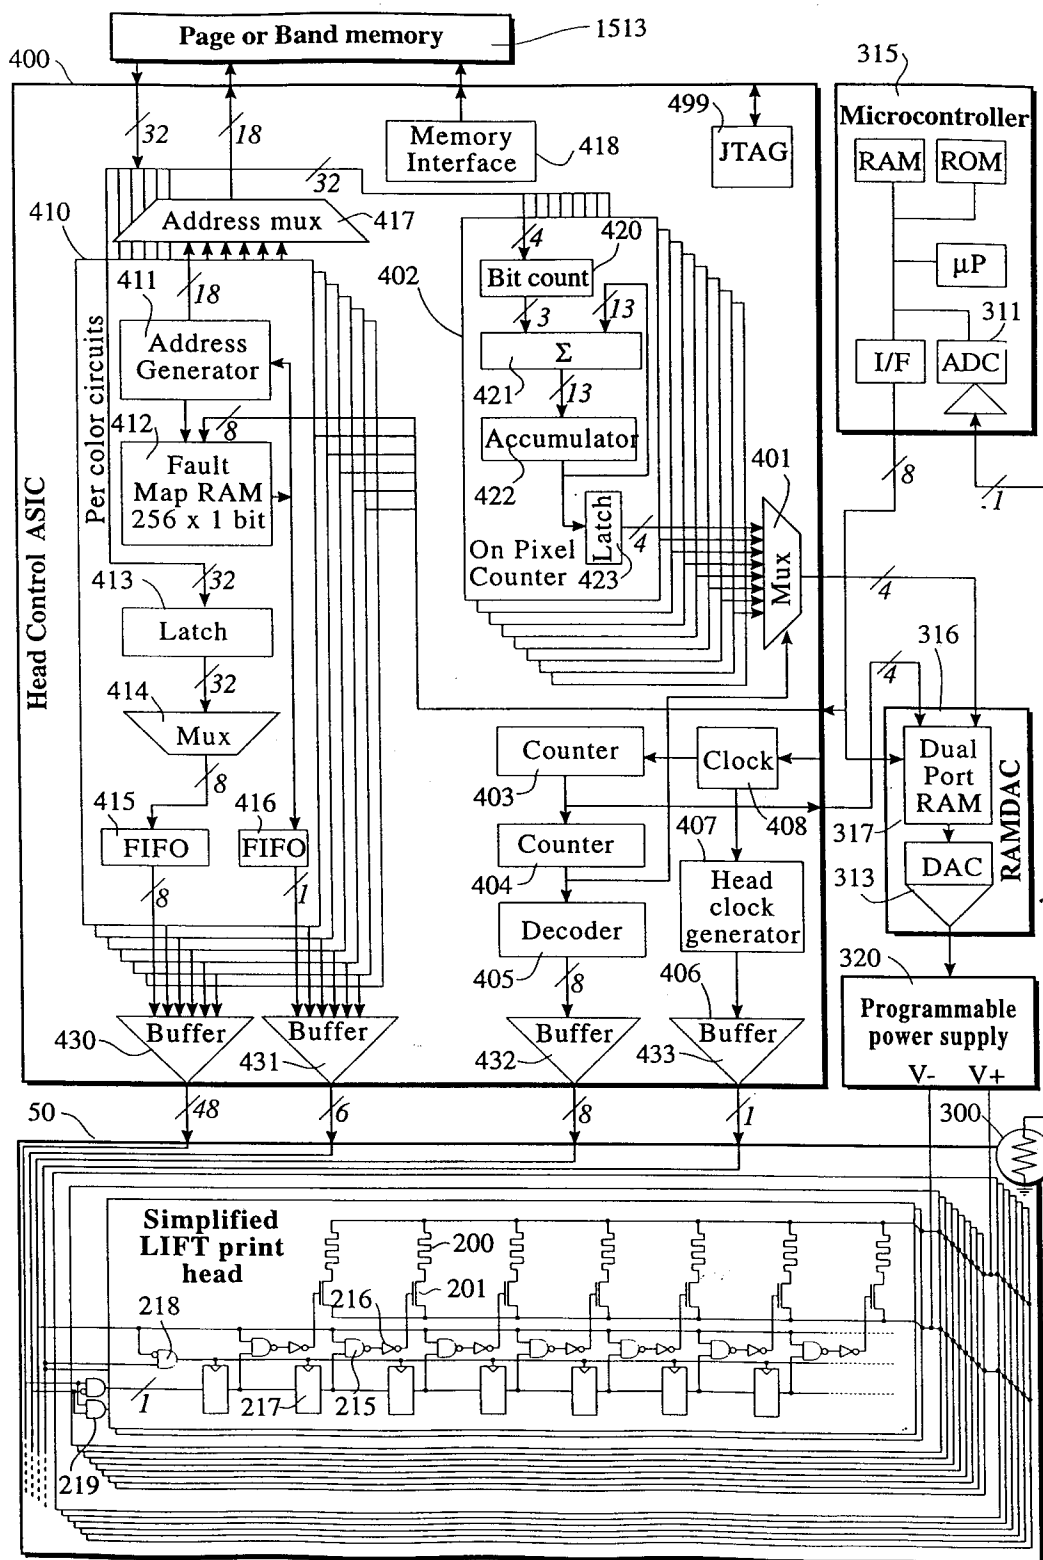 Page or Band memory
1513
400
315
Microcontroller
RAM
ROM
µP
311
I/F
ADC
8
1
32
18
Memory
Interface
418
499
JTAG
32
Address mux
417
410
Per color circuits
411
18
Address
Generator
412
8
Fault
Map RAM
256 x 1 bit
413
32
Latch
32
414
Mux
8
415
FIFO
416
FIFO
8
1
Head Control ASIC
402
4
420
Bit count
3
13
Σ
421
13
Accumulator
422
Latch
4
423
On Pixel
Counter
401
Mux
4
4
316
Dual
Port
RAM
317
DAC
313
RAMDAC
Counter
403
Clock
408
Counter
404
407
Head
clock
generator
Decoder
405
8
406
Buffer
430
Buffer
431
Buffer
432
Buffer
433
320
Programmable
power supply
V-
V+
48
6
8
1
50
300
Simplified
LIFT print
head
200
201
216
218
1
217
215
219